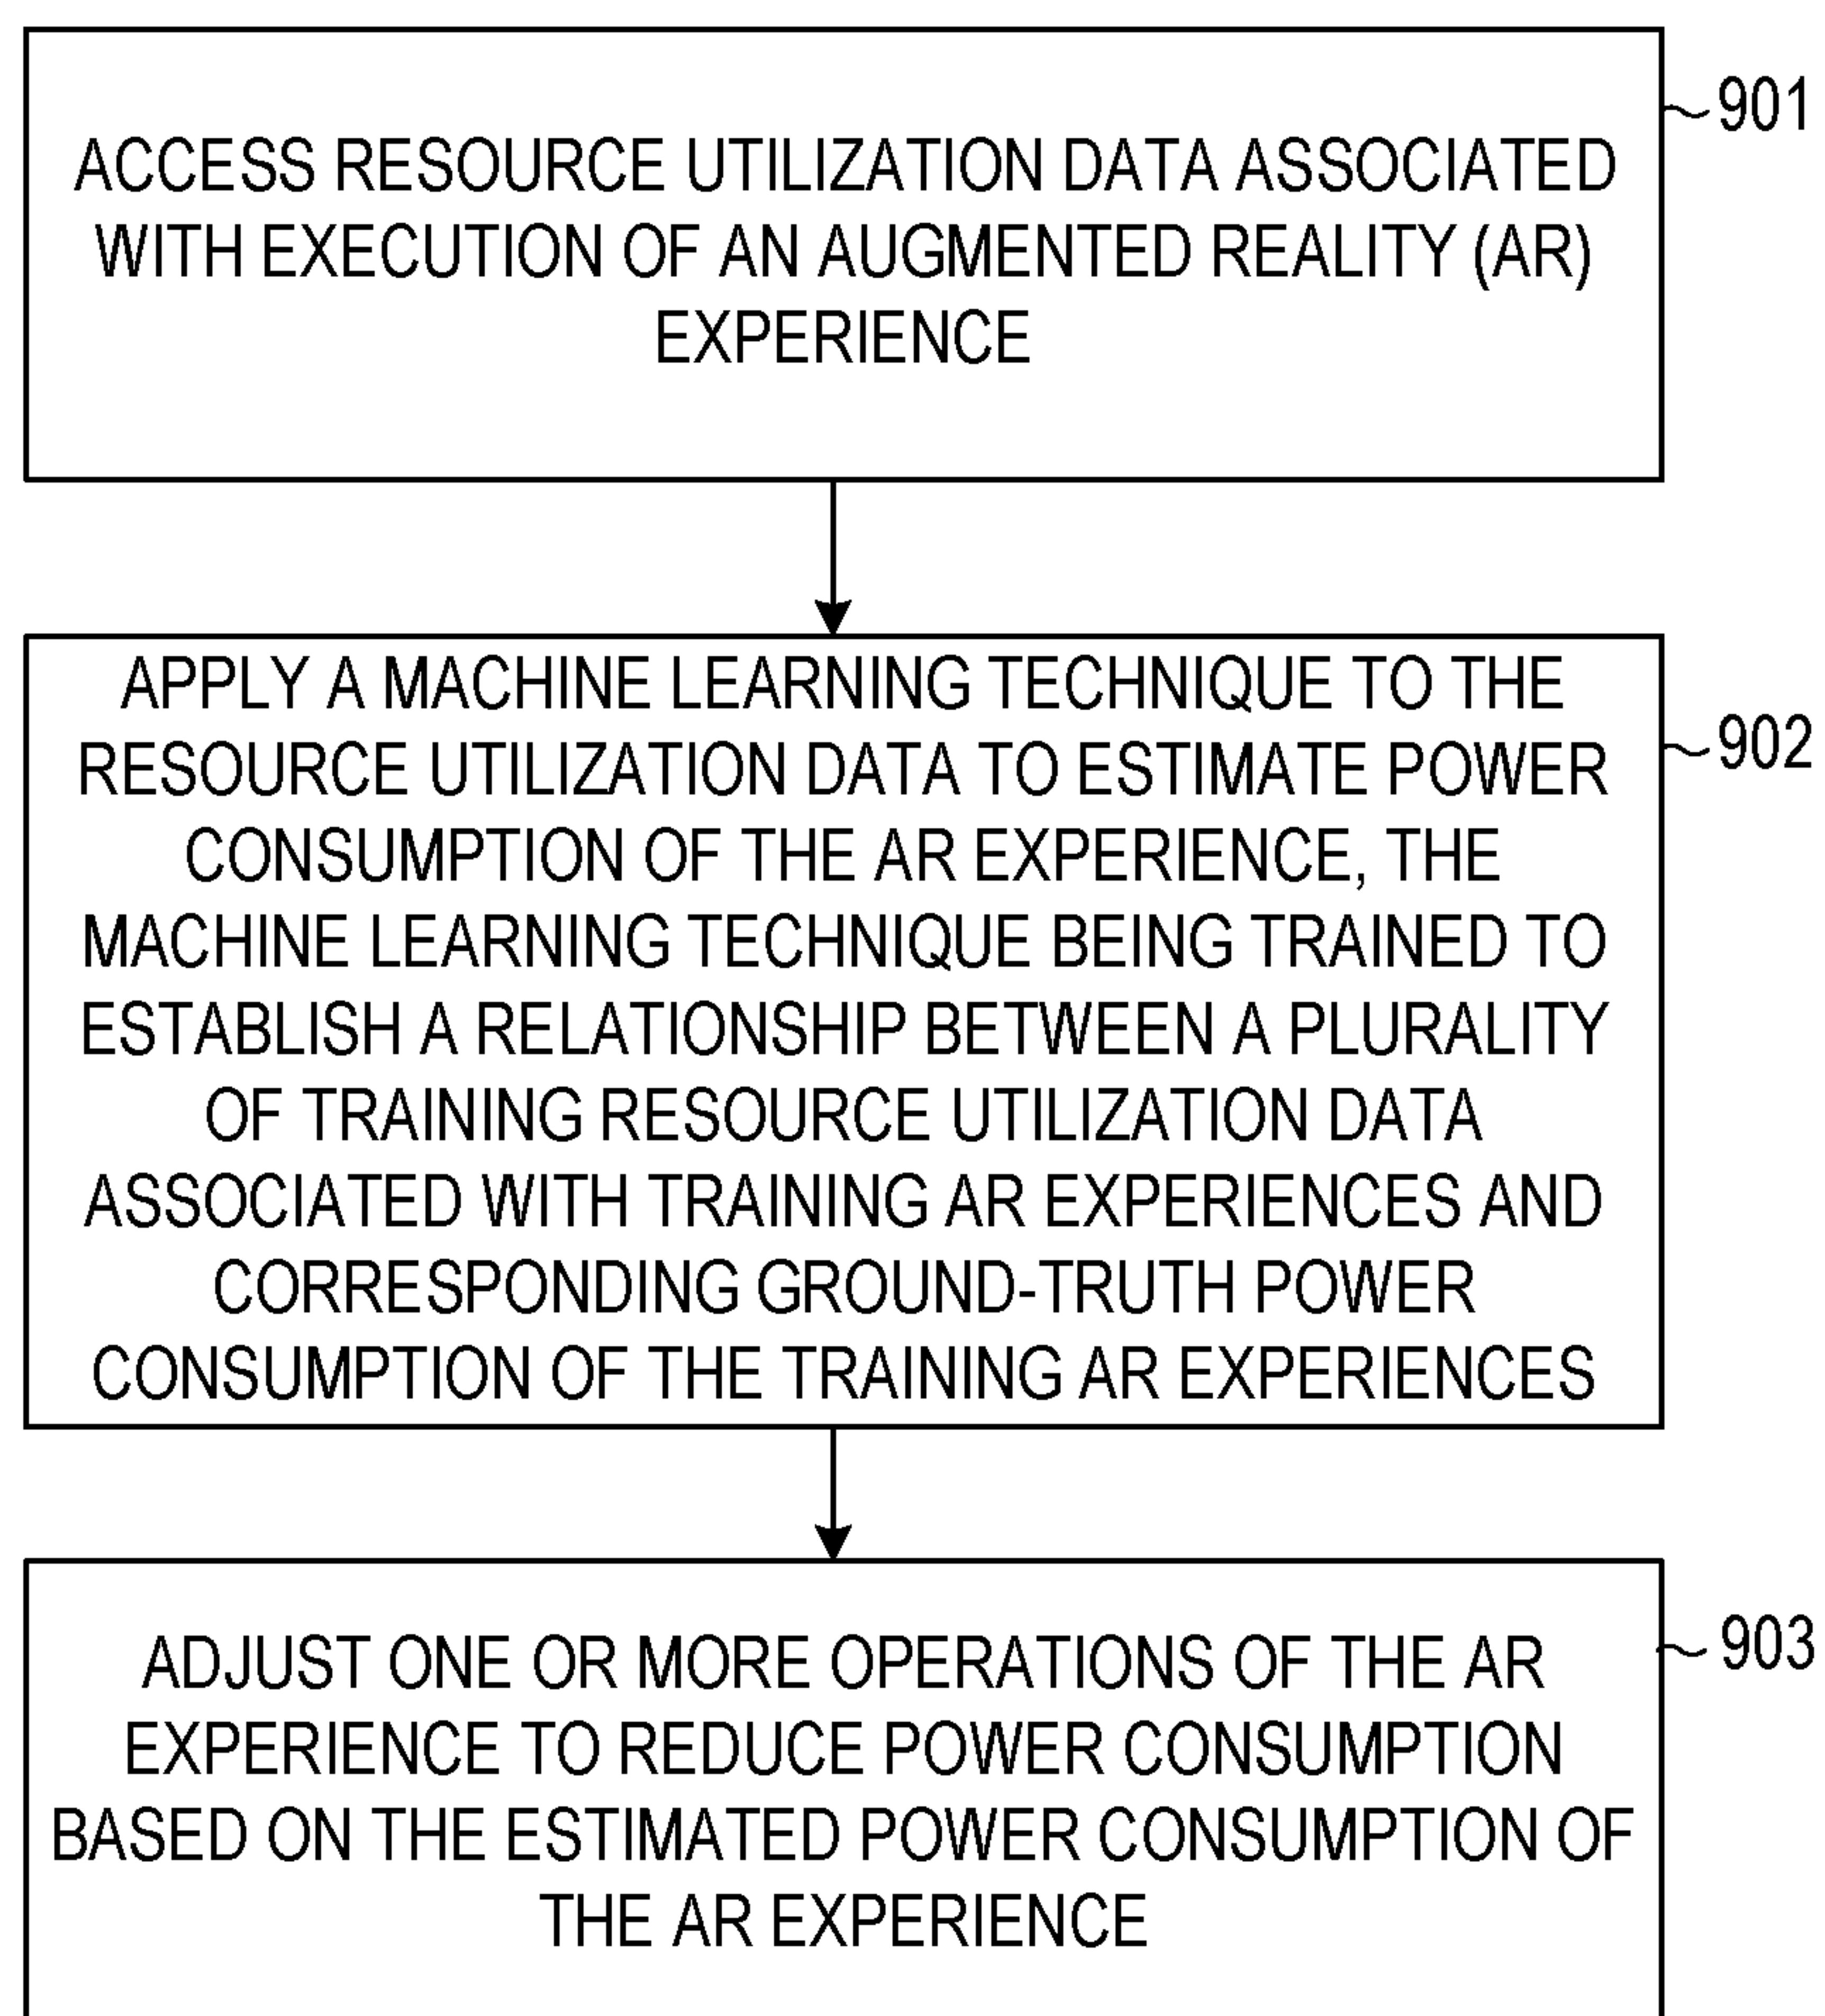 901
ACCESS RESOURCE UTILIZATION DATA ASSOCIATED
WITH EXECUTION OF AN AUGMENTED REALITY (AR)
EXPERIENCE
902
APPLY A MACHINE LEARNING TECHNIQUE TO THE
RESOURCE UTILIZATION DATA TO ESTIMATE POWER
CONSUMPTION OF THE AR EXPERIENCE, THE
MACHINE LEARNING TECHNIQUE BEING TRAINED TO
ESTABLISH A RELATIONSHIP BETWEEN A PLURALITY
OF TRAINING RESOURCE UTILIZATION DATA
ASSOCIATED WITH TRAINING AR EXPERIENCES AND
CORRESPONDING GROUND-TRUTH POWER
CONSUMPTION OF THE TRAINING AR EXPERIENCES
903
ADJUST ONE OR MORE OPERATIONS OF THE AR
EXPERIENCE TO REDUCE POWER CONSUMPTION
BASED ON THE ESTIMATED POWER CONSUMPTION OF
THE AR EXPERIENCE